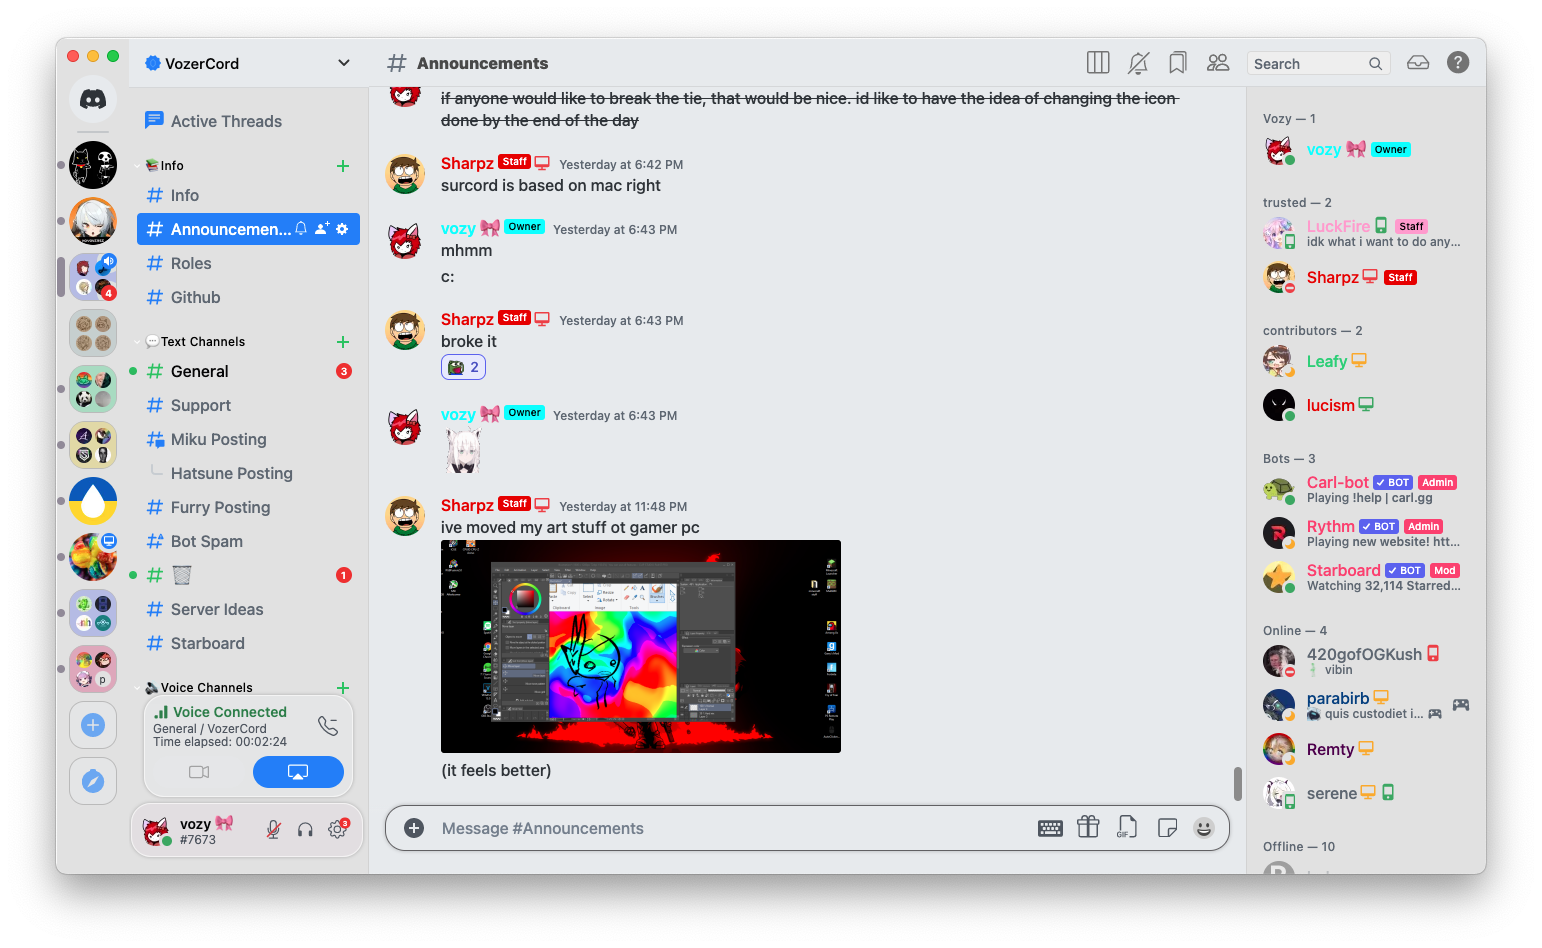 VozerCord
Active Threads
Info
Info
Announcemen...
Roles
Github
Text Channels
General
3
Support
Miku Posting
Hatsune Posting
Furry Posting
Bot Spam
1
Server Ideas
Starboard
Voice Channels
Voice Connected
General / VozerCord
Time elapsed: 00:02:24
vozy
#7673
3
4
Announcements
Search
if anyone would like to break the tie, that would be nice. id like to have the idea of changing the icon
done by the end of the day
Sharpz Staff Yesterday at 6:42 PM
surcord is based on mac right
vozy Owner Yesterday at 6:43 PM
mhmm
c:
Sharpz Staff Yesterday at 6:43 PM
broke it
2
vozy Owner Yesterday at 6:43 PM
Sharpz Staff Yesterday at 11:48 PM
ive moved my art stuff ot gamer pc
Clipboard Image Tools
(it feels better)
Message #Announcements
GIF
Vozy — 1
vozy Owner
trusted — 2
LuckFire Staff
idk what i want to do any...
Sharpz Staff
contributors — 2
Leafy
lucism
Bots — 3
Carl-bot BOT Admin
Playing !help | carl.gg
Rythm BOT Admin
Playing new website! htt...
Starboard BOT Mod
Watching 32,114 Starred...
Online — 4
420gofOGKush
vibin
parabirb
quis custodiet i...
Remty
serene
Offline — 10